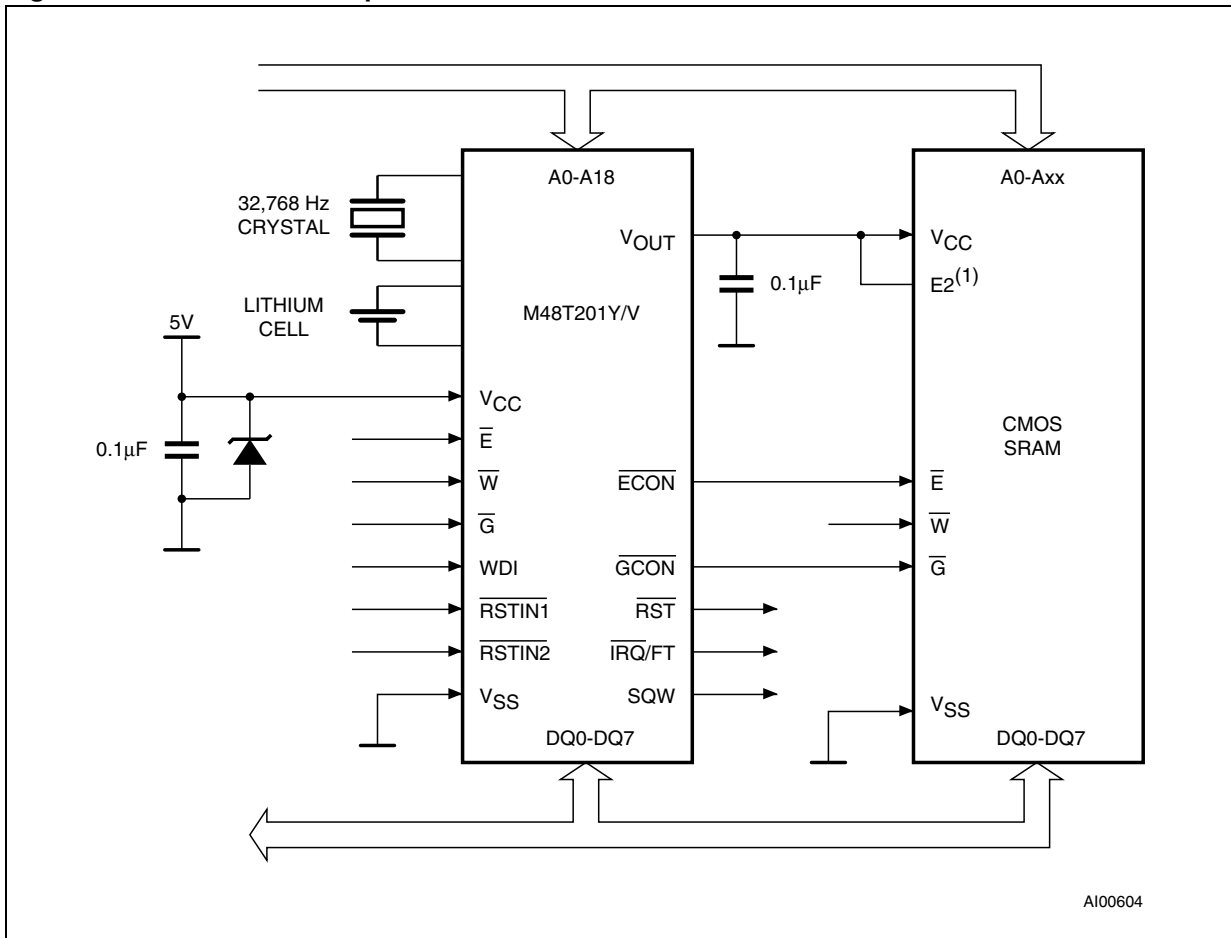 A0-A18
A0-Axx
32,768 Hz
CRYSTAL
VOUT
VCC
0.1µF
E2(1)
LITHIUM
CELL
M48T201Y/V
5V
VCC
0.1µF
E
CMOS
SRAM
W
ECON
E
G
W
WDI
GCON
G
RSTIN1
RST
RSTIN2
IRQ/FT
VSS
SQW
VSS
DQ0-DQ7
DQ0-DQ7
AI00604